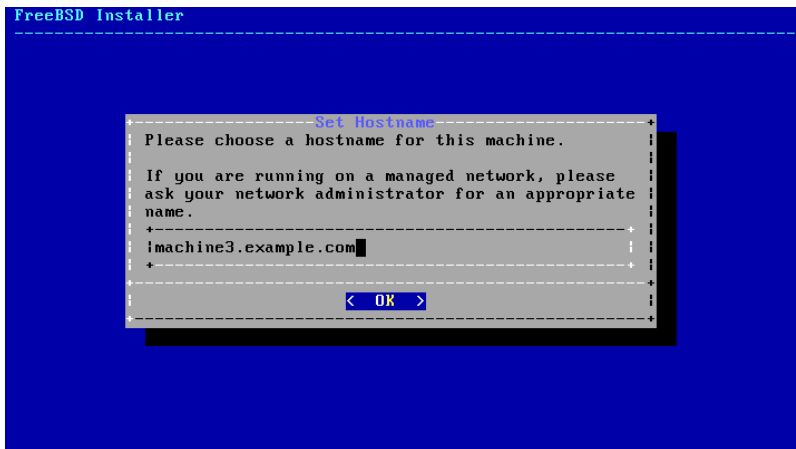 FreeBSD Installer
Set Hostname
Please choose a hostname for this machine.
If you are running on a managed network, please
ask your network administrator for an appropriate
name.
machine3.example.com
< OK >